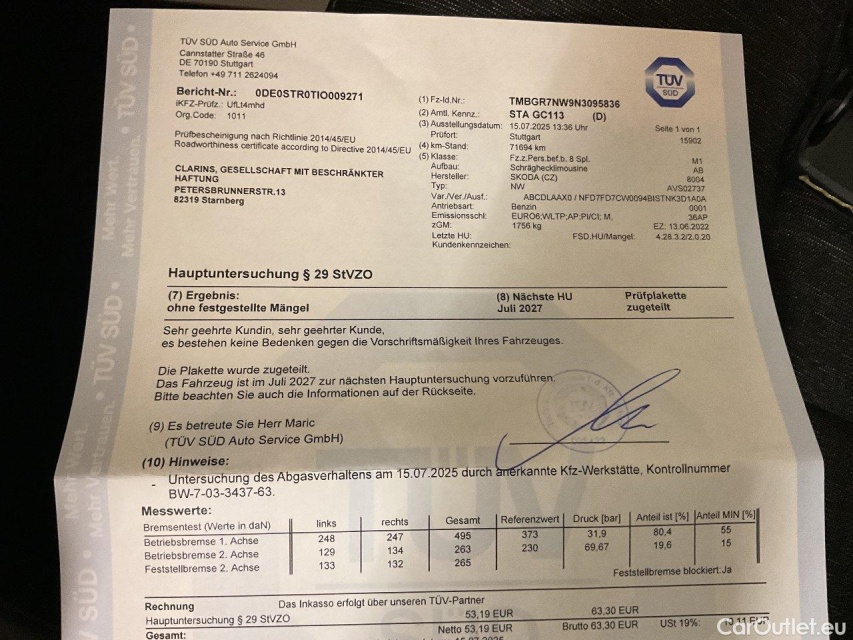 TÜV SÜD Auto Service GmbH
Cannstatter Straße 46
DE 70190 Stuttgart
Telefon +49 711 2624094
Bericht-Nr.: 0DE0STR0TIO009271
iKFZ-Prüfz.: UfLt4mhd
Org.Code: 1011
Prüfbescheinigung nach Richtlinie 2014/45/EU
Roadworthiness certificate according to Directive 2014/45/EU
CLARINS, GESELLSCHAFT MIT BESCHRÄNKTER
HAFTUNG
PETERSBRUNNERSTR.13
82319 Starnberg
TÜV
SÜD
(1) Fz-Id.Nr.: TMBGR7NW9N3095836
(2) Amtl. Kennz.: STA GC113 (D)
(3) Ausstellungsdatum: 15.07.2025 13:36 Uhr Seite 1 von 1
Prüfort: Stuttgart 15902
(4) km-Stand: 71694 km
(5) Klasse: Fz.z.Pers.bef.b. 8 Spl. M1
Aufbau: Schräghecklimousine AB
Hersteller: SKODA (CZ) 8004
Typ: NW AVS02737
Var./Ver./Ausf.: ABCDLAAX0 / NFD7FD7CW0094BISTNK3D1A0A
Antriebsart: Benzin 0001
Emissionsschl: EURO6;WLTP;AP;PI/CI; M, 36AP
zGM: 1756 kg EZ: 13.06.2022
Letzte HU: FSD.HU/Mangel: 4.28.3.2/2.0.20
Kundenkennzeichen:
Hauptuntersuchung § 29 StVZO
(7) Ergebnis: (8) Nächste HU Prüfplakette
ohne festgestellte Mängel Juli 2027 zugeteilt
Sehr geehrte Kundin, sehr geehrter Kunde,
es bestehen keine Bedenken gegen die Vorschriftsmäßigkeit Ihres Fahrzeuges.
Die Plakette wurde zugeteilt.
Das Fahrzeug ist im Juli 2027 zur nächsten Hauptuntersuchung vorzuführen.
Bitte beachten Sie auch die Informationen auf der Rückseite.
(9) Es betreute Sie Herr Maric
(TÜV SÜD Auto Service GmbH)
(10) Hinweise:
- Untersuchung des Abgasverhaltens am 15.07.2025 durch anerkannte Kfz-Werkstätte, Kontrollnummer
BW-7-03-3437-63.
Messwerte:
Bremsentest (Werte in daN) links rechts Gesamt Referenzwert Druck [bar] Anteil ist [%] Anteil MIN [%]
Betriebsbremse 1. Achse 248 247 495 373 31,9 80,4 55
Betriebsbremse 2. Achse 129 134 263 230 69,67 19,6 15
Feststellbremse 2. Achse 133 132 265
Feststellbremse blockiert:Ja
Rechnung Das Inkasso erfolgt über unseren TÜV-Partner
Hauptuntersuchung § 29 StVZO 53,19 EUR 63,30 EUR
Gesamt: Netto 53,19 EUR Brutto 63,30 EUR USt 19%:
Mehr Wert.
Mehr Vertrauen.
TÜV SÜD
CarOutlet.eu